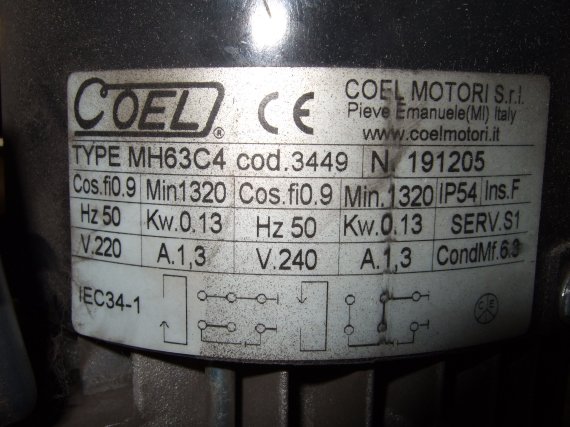 COEL ® CE COEL MOTORI S.r.l.
Pieve Emanuele(MI) Italy
www.coelmotori.it
TYPE MH63C4 cod.3449 N. 191205
Cos.fi0.9 Min1320 Cos.fi0.9 Min.1320 IP54 Ins.F
Hz 50 Kw.0,13 Hz 50 Kw.0,13 SERV.S1
V.220 A.1,3 V.240 A.1,3 CondMf.6.3
IEC34-1